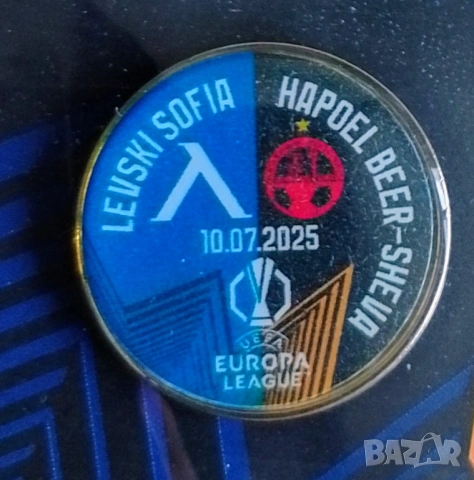 LEVSKI SOFIA
HAPOEL BEER-SHEVA
10.07.2025
UEFA
EUROPA
LEAGUE
BAZAR